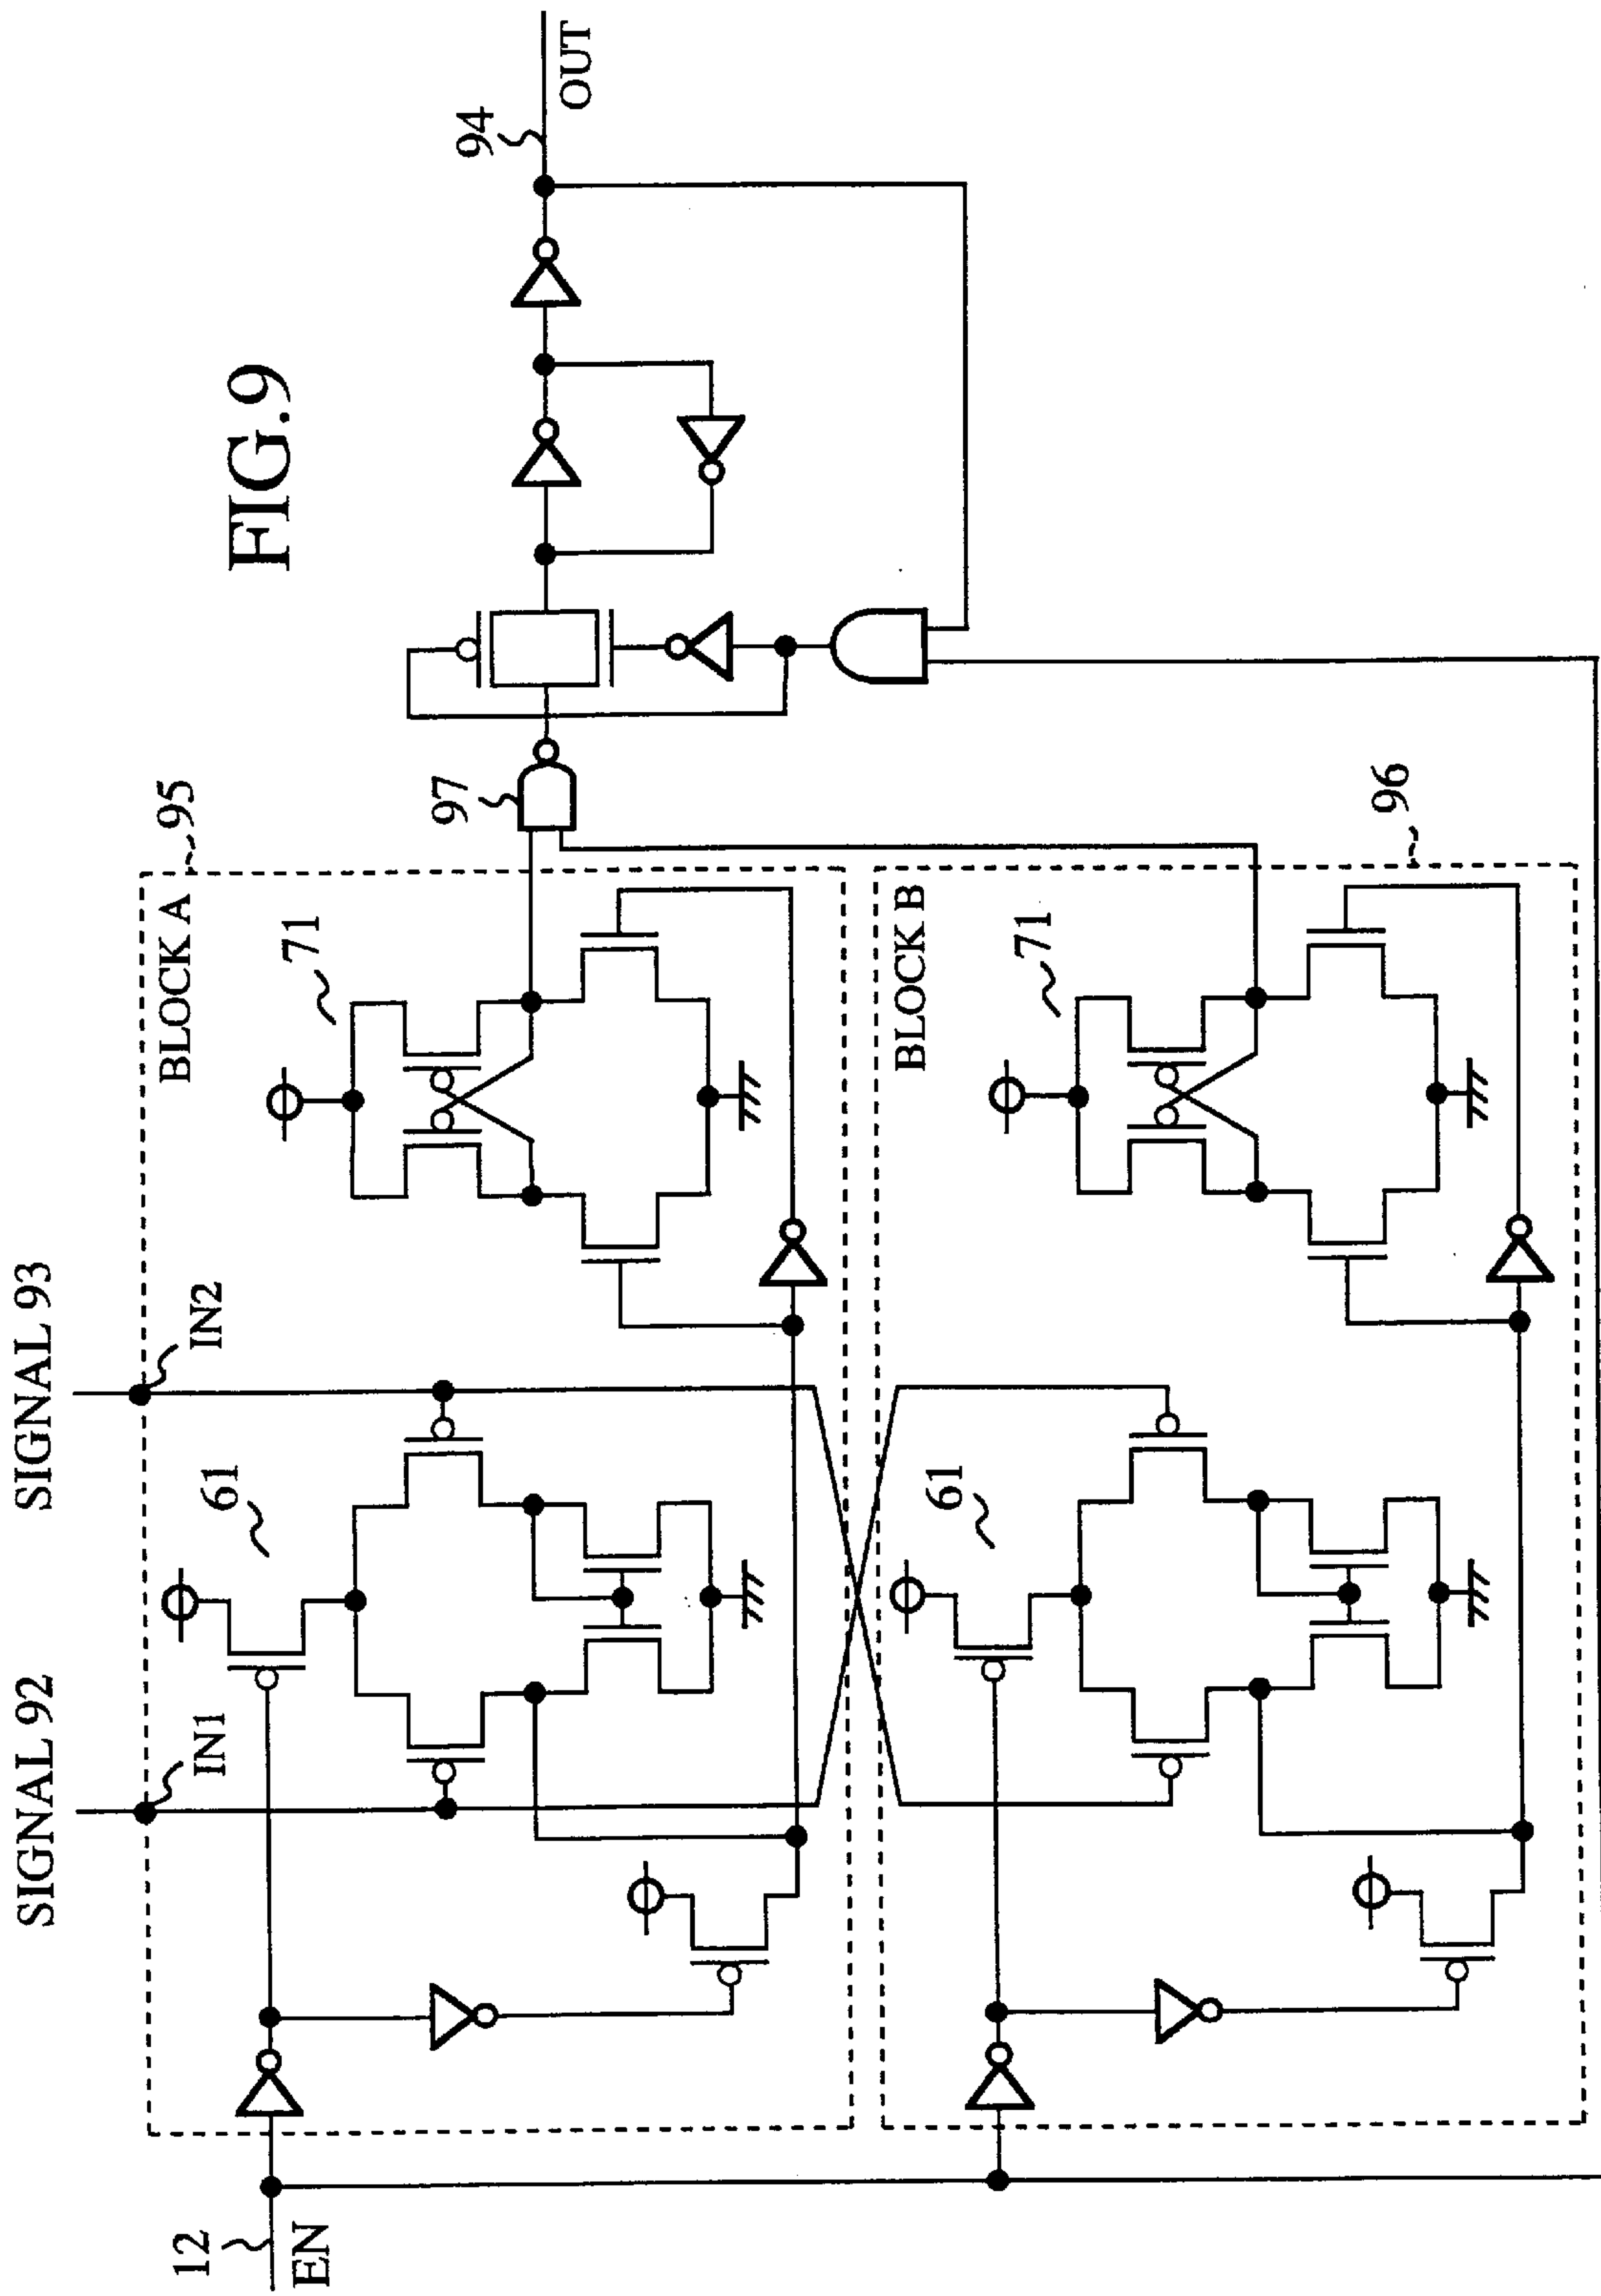 FIG.9
SIGNAL 92
SIGNAL 93
IN1
IN2
BLOCK A
95
61
71
97
94
OUT
12
EN
BLOCK B
96
61
71